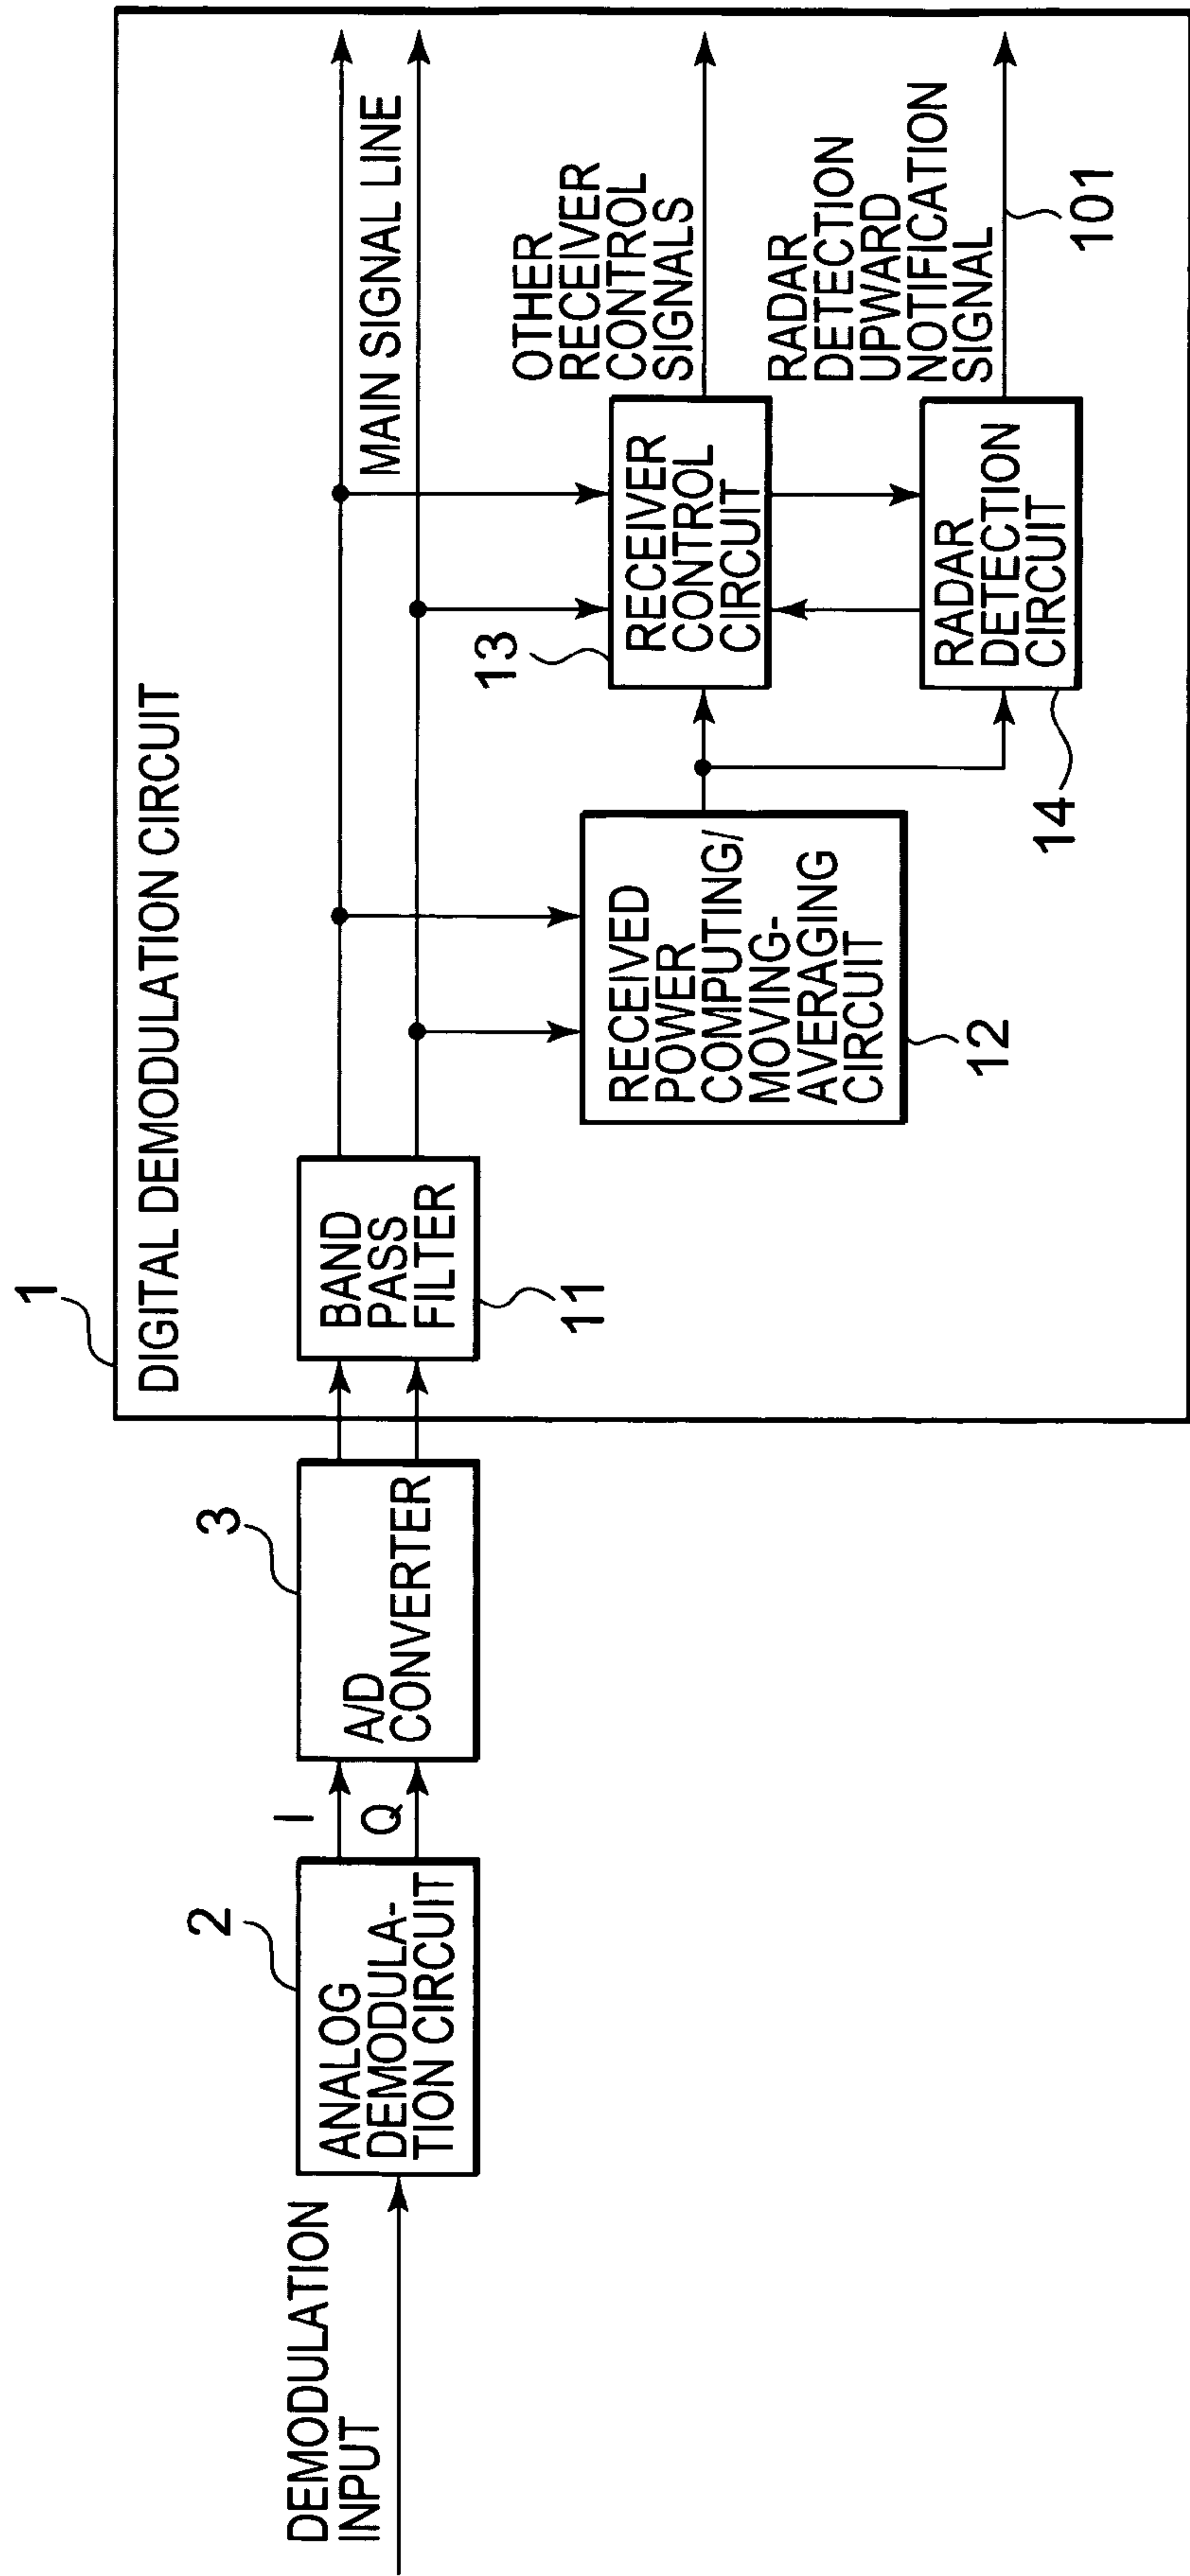 1
DIGITAL DEMODULATION CIRCUIT
DEMODULATION
INPUT
2
ANALOG
DEMODULA-
TION CIRCUIT
I
Q
3
A/D
CONVERTER
BAND
PASS
FILTER
11
MAIN SIGNAL LINE
RECEIVED
POWER
COMPUTING/
MOVING-
AVERAGING
CIRCUIT
12
13
RECEIVER
CONTROL
CIRCUIT
OTHER
RECEIVER
CONTROL
SIGNALS
14
RADAR
DETECTION
CIRCUIT
RADAR
DETECTION
UPWARD
NOTIFICATION
SIGNAL
101